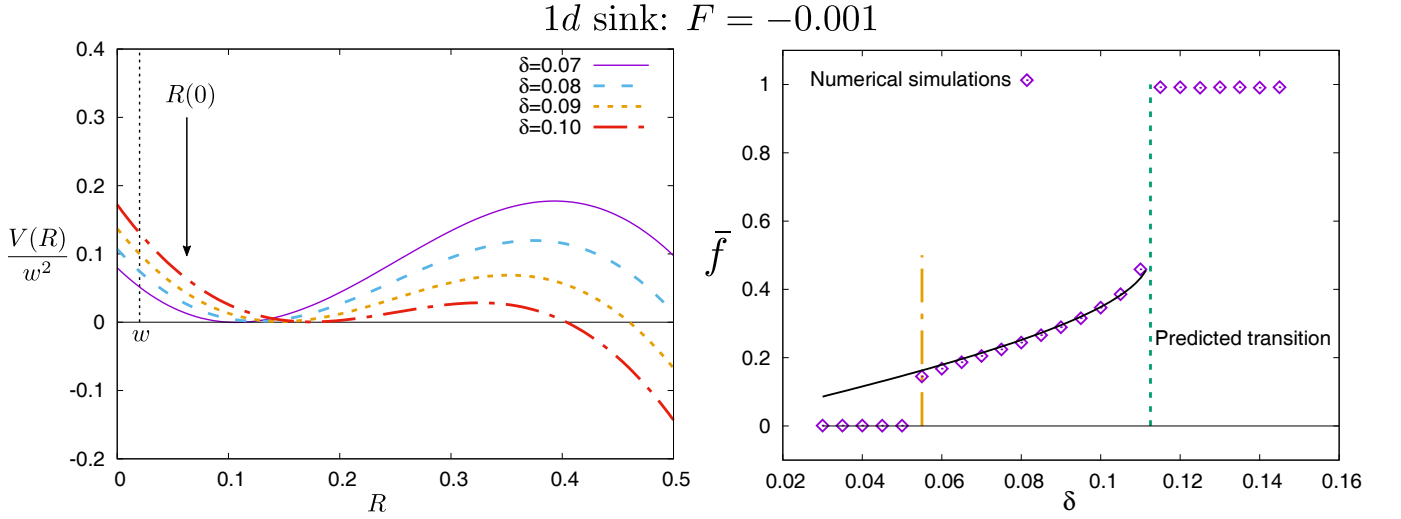 1d sink: F = −0.001
0.4
0.3
0.2
0.1
0
-0.1
-0.2
V(R)
w²
R(0)
w
δ=0.07
δ=0.08
δ=0.09
δ=0.10
0 0.1 0.2 0.3 0.4 0.5
R
Numerical simulations
1
0.8
0.6
0.4
0.2
0
f̄
Predicted transition
0.02 0.04 0.06 0.08 0.1 0.12 0.14 0.16
δ